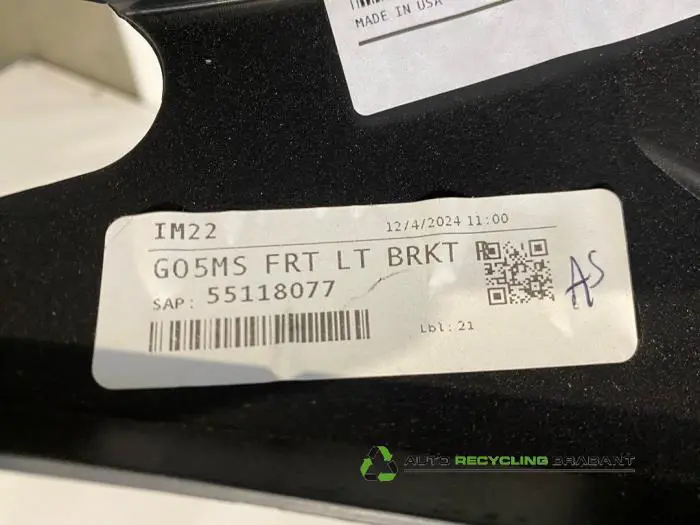 MADE IN USA
IM22 12/4/2024 11:00
G05MS FRT LT BRKT
SAP: 55118077
Lbl: 21
AS
AUTO RECYCLING BRABANT